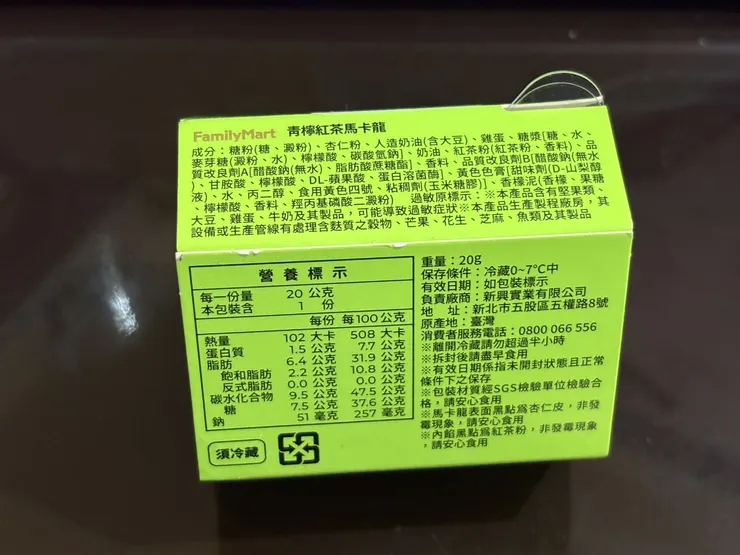 FamilyMart 青檸紅茶馬卡龍
成分：糖粉(糖、澱粉)、杏仁粉、人造奶油(含大豆)、雞蛋、糖漿[糖、水、
麥芽糖(澱粉、水)、檸檬酸、碳酸氫鈉]、奶油、紅茶粉(紅茶粉、香料)、品
質改良劑A[醋酸鈉(無水)、脂肪酸蔗糖酯]、香料、品質改良劑B[醋酸鈉(無水
)、甘胺酸、檸檬酸、DL-蘋果酸、蛋白溶菌酶]、黃色色膏[甜味劑(D-山梨醇
液)、水、丙二醇、食用黃色四號、粘稠劑(玉米糖膠)]、香檬泥(香檬、果糖
、檸檬酸、香料、羥丙基磷酸二澱粉) 過敏原標示：※本產品含有堅果類、
大豆、雞蛋、牛奶及其製品，可能導致過敏症狀※本產品生產製程廠房，其
設備或生產管線有處理含麩質之穀物、芒果、花生、芝麻、魚類及其製品
營養標示
每一份量 20 公克
本包裝含 1 份
每份 每100公克
熱量 102 大卡 508 大卡
蛋白質 1.5 公克 7.7 公克
脂肪 6.4 公克 31.9 公克
飽和脂肪 2.2 公克 10.8 公克
反式脂肪 0.0 公克 0.0 公克
碳水化合物 9.5 公克 47.5 公克
糖 7.5 公克 37.6 公克
鈉 51 毫克 257 毫克
須冷藏
重量：20g
保存條件：冷藏0~7℃中
有效日期：如包裝標示
負責廠商：新興實業有限公司
地 址：新北市五股區五權路8號
原產地：臺灣
消費者服務電話：0800 066 556
※離開冷藏請勿超過半小時
※拆封後請盡早食用
※有效日期係指未開封狀態且正常
條件下之保存
※包裝材質經SGS檢驗單位檢驗合
格，請安心食用
※馬卡龍表面黑點為杏仁皮，非發
霉現象，請安心食用
※內餡黑點為紅茶粉，非發霉現象
，請安心食用